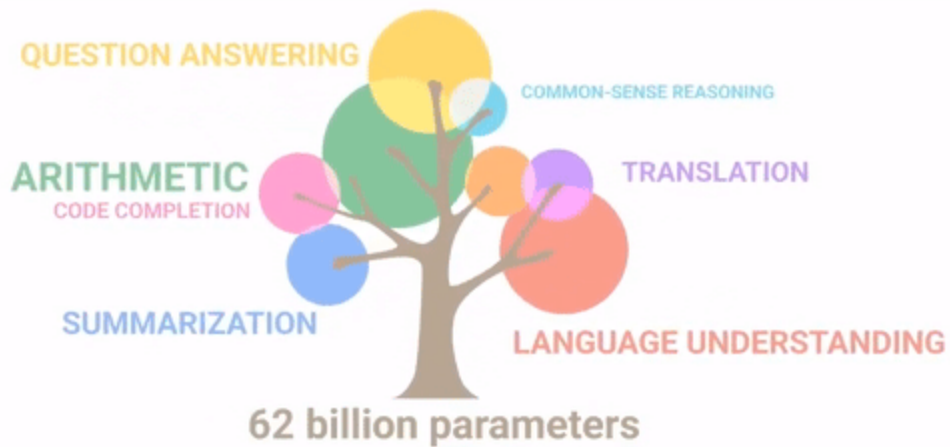 QUESTION ANSWERING
COMMON-SENSE REASONING
ARITHMETIC
TRANSLATION
CODE COMPLETION
SUMMARIZATION
LANGUAGE UNDERSTANDING
62 billion parameters